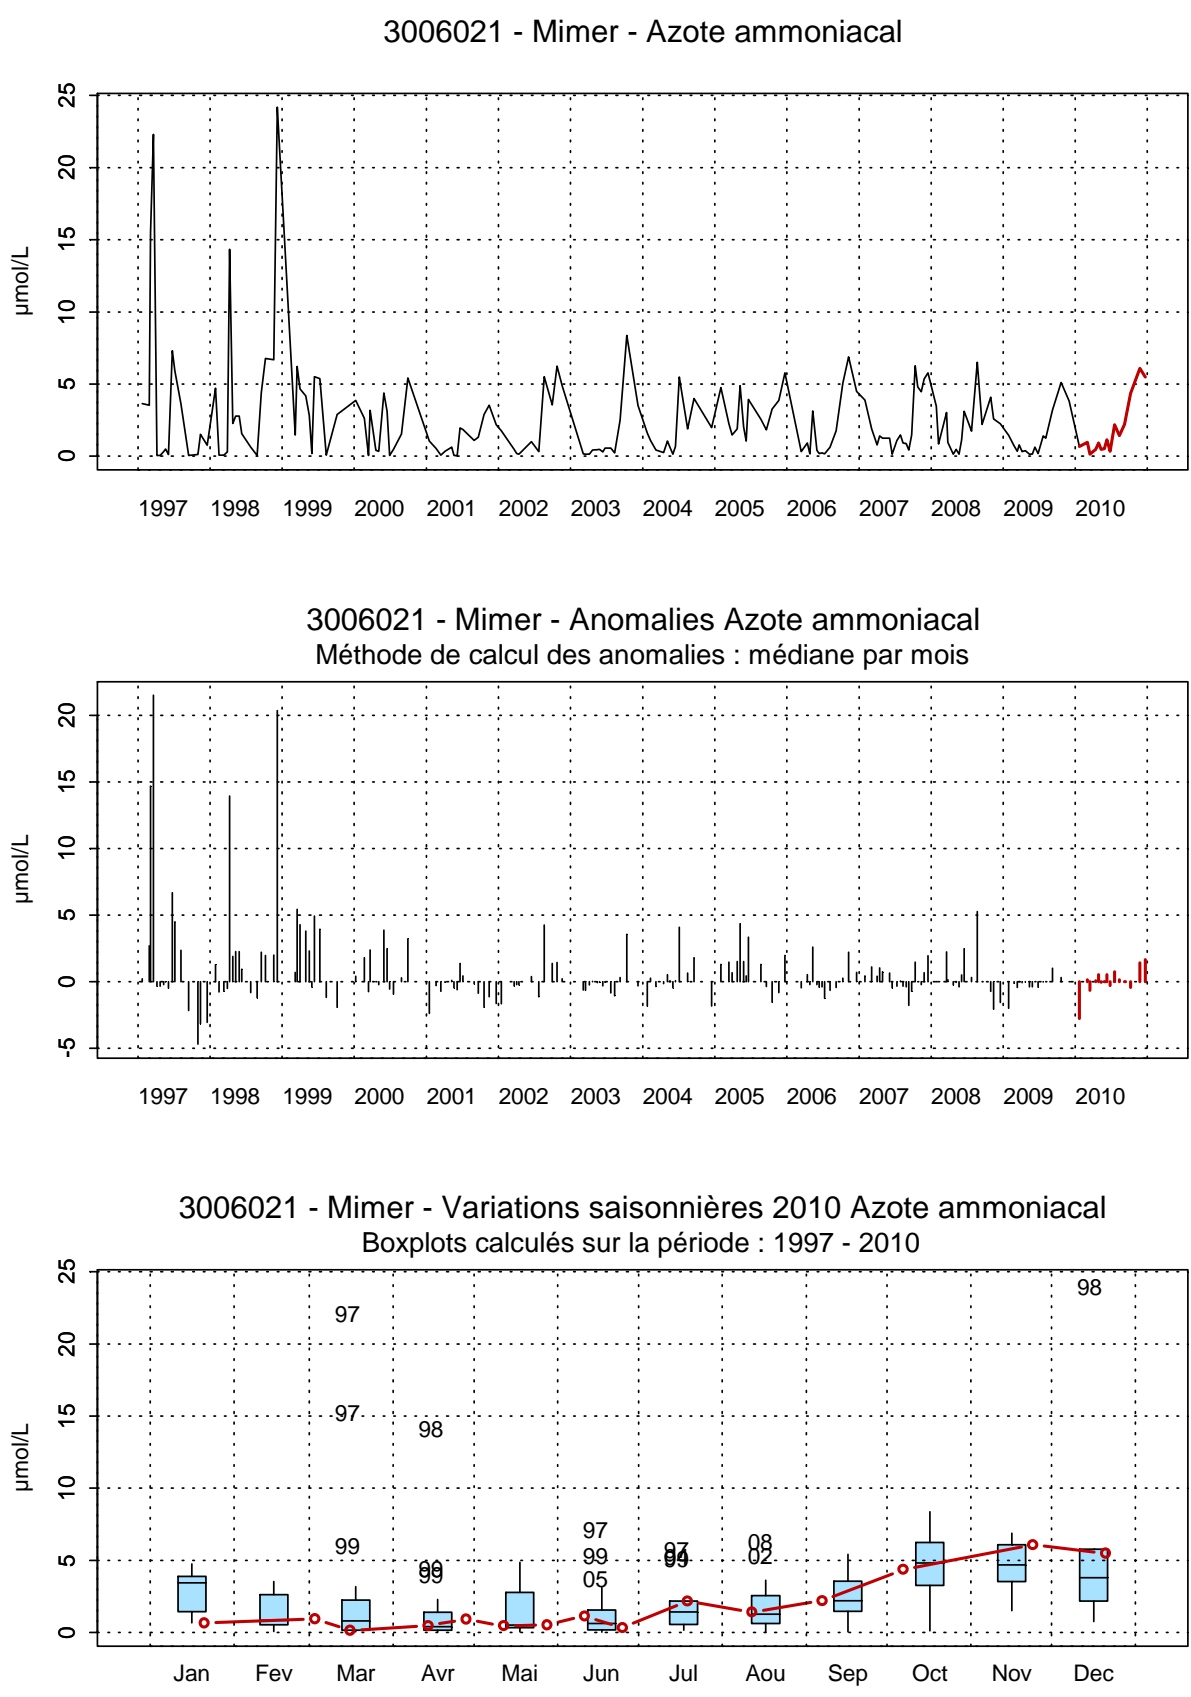 3006021 - Mimer - Azote ammoniacal
25
20
15
10
5
0
µmol/L
1997 1998 1999 2000 2001 2002 2003 2004 2005 2006 2007 2008 2009 2010
3006021 - Mimer - Anomalies Azote ammoniacal
Méthode de calcul des anomalies : médiane par mois
20
15
10
5
0
-5
µmol/L
1997 1998 1999 2000 2001 2002 2003 2004 2005 2006 2007 2008 2009 2010
3006021 - Mimer - Variations saisonnières 2010 Azote ammoniacal
Boxplots calculés sur la période : 1997 - 2010
25
20
15
10
5
0
µmol/L
97
97
99
98
99
97
99
05
97
08
02
98
Jan Fev Mar Avr Mai Jun Jul Aou Sep Oct Nov Dec